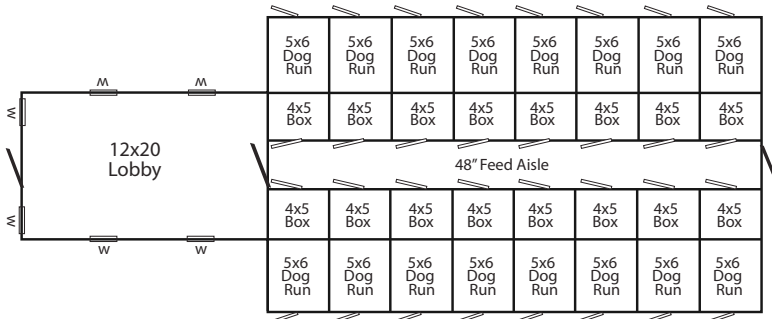 5x6 5x6 5x6 5x6 5x6 5x6 5x6 5x6
Dog Dog Dog Dog Dog Dog Dog Dog
Run Run Run Run Run Run Run Run
W W
4x5 4x5 4x5 4x5 4x5 4x5 4x5 4x5
Box Box Box Box Box Box Box Box
W
12x20
Lobby
48" Feed Aisle
4x5 4x5 4x5 4x5 4x5 4x5 4x5 4x5
Box Box Box Box Box Box Box Box
W
W W
5x6 5x6 5x6 5x6 5x6 5x6 5x6 5x6
Dog Dog Dog Dog Dog Dog Dog Dog
Run Run Run Run Run Run Run Run